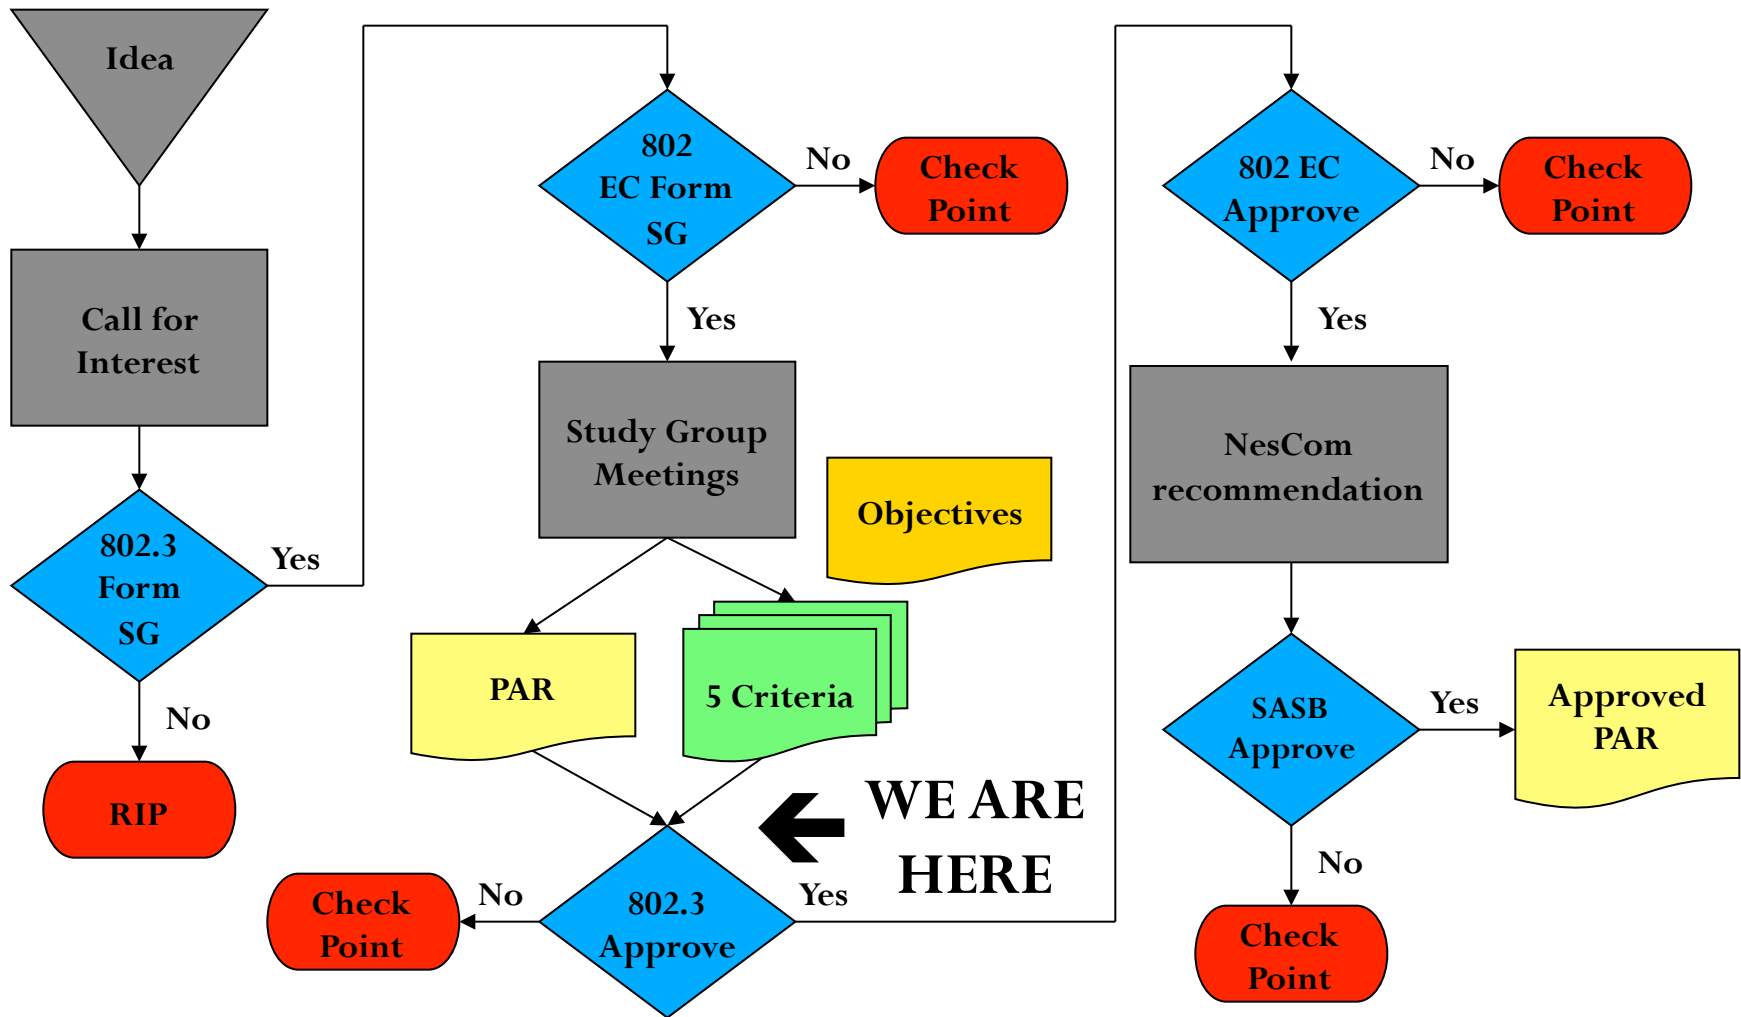 Idea
Call for
Interest
802.3
Form
SG
Yes
No
RIP
802
EC Form
SG
No
Check
Point
Yes
Study Group
Meetings
Objectives
PAR
5 Criteria
WE ARE
HERE
802.3
Approve
No
Check
Point
Yes
802 EC
Approve
No
Check
Point
Yes
NesCom
recommendation
SASB
Approve
Yes
Approved
PAR
No
Check
Point